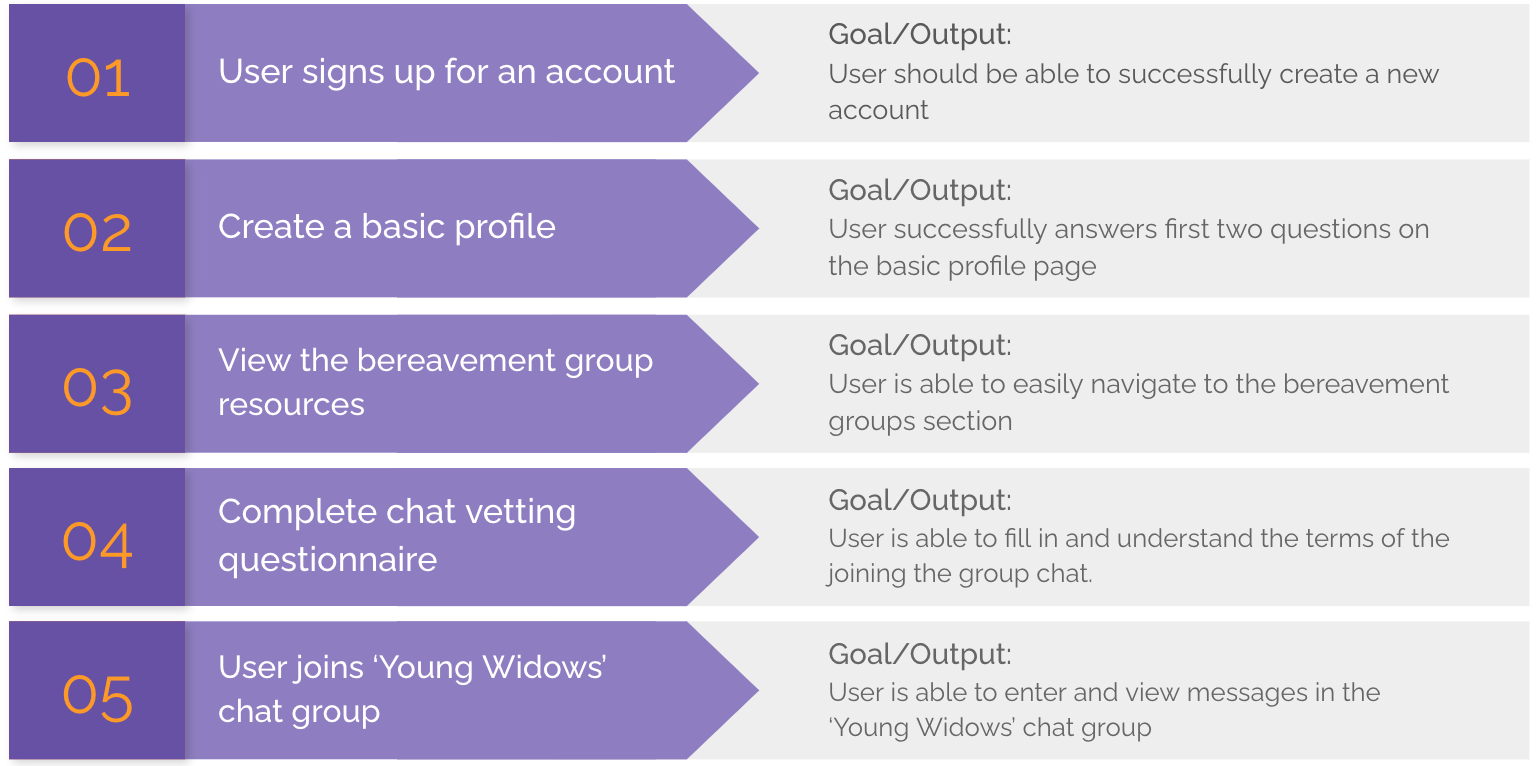 01
User signs up for an account
Goal/Output:
User should be able to successfully create a new
account
02
Create a basic profile
Goal/Output:
User successfully answers first two questions on
the basic profile page
03
View the bereavement group
resources
Goal/Output:
User is able to easily navigate to the bereavement
groups section
04
Complete chat vetting
questionnaire
Goal/Output:
User is able to fill in and understand the terms of the
joining the group chat.
05
User joins ‘Young Widows’
chat group
Goal/Output:
User is able to enter and view messages in the
‘Young Widows’ chat group